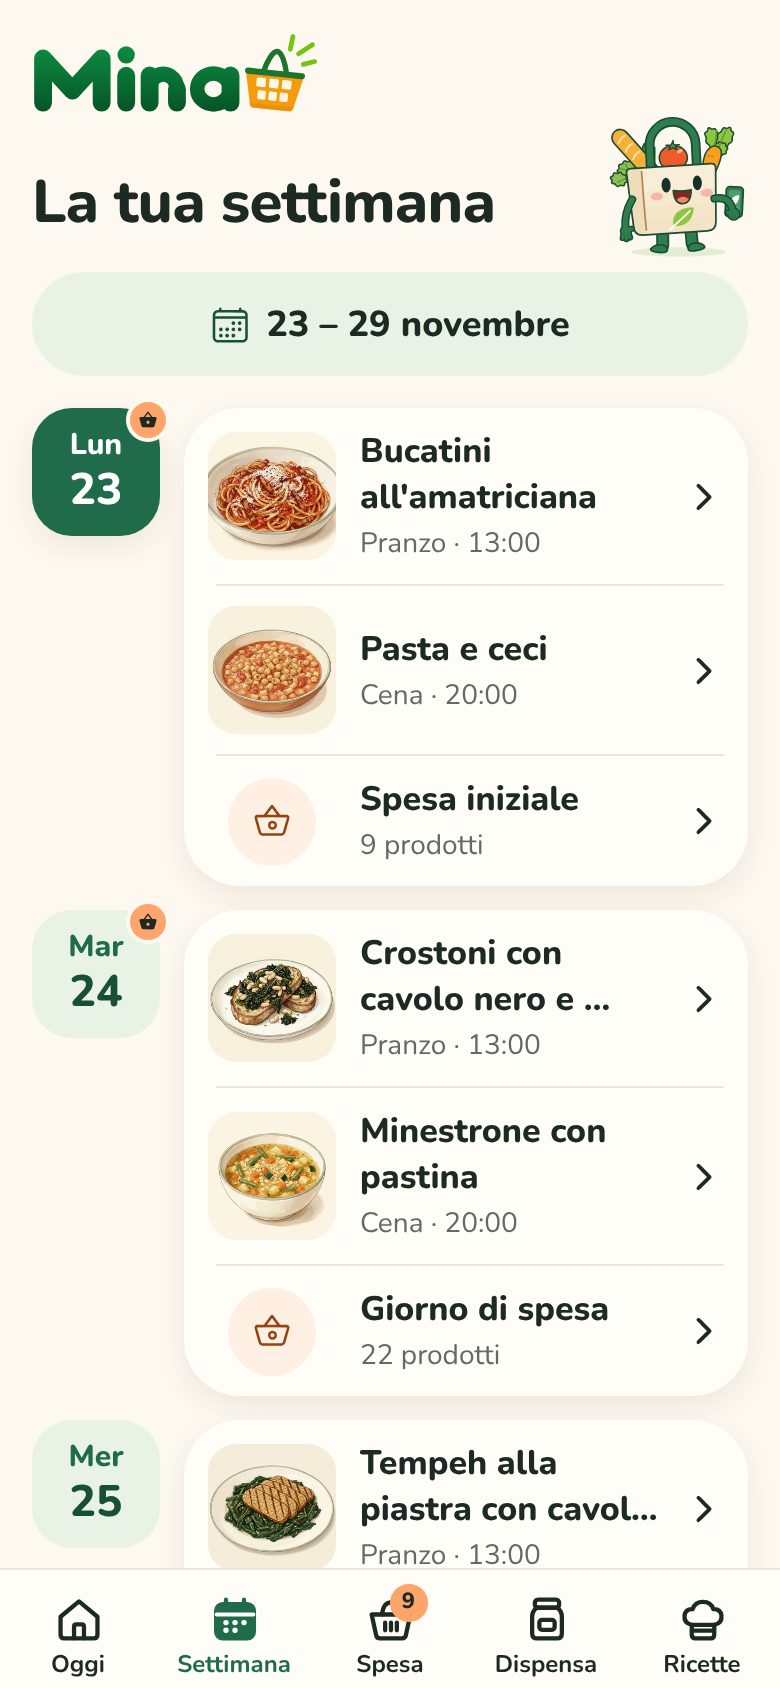 Mina
La tua settimana
23 – 29 novembre
Lun
23
Bucatini
all'amatriciana
Pranzo · 13:00
Pasta e ceci
Cena · 20:00
Spesa iniziale
9 prodotti
Mar
24
Crostoni con
cavolo nero e ...
Pranzo · 13:00
Minestrone con
pastina
Cena · 20:00
Giorno di spesa
22 prodotti
Mer
25
Tempeh alla
piastra con cavol...
Pranzo · 13:00
9
Oggi
Settimana
Spesa
Dispensa
Ricette